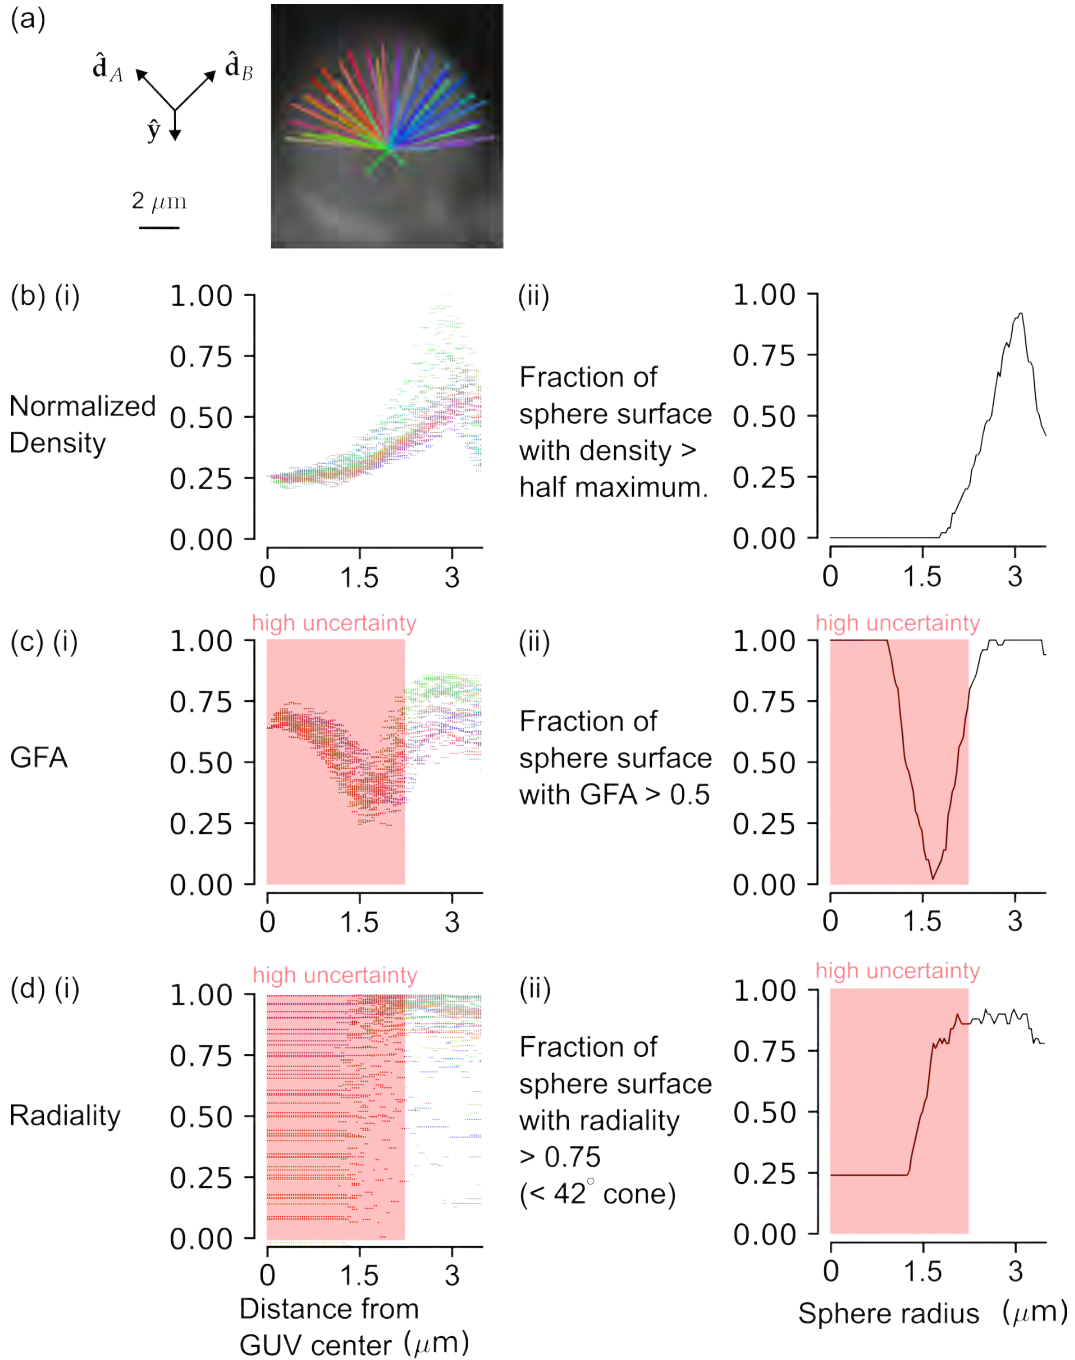 (a)
d̂A
d̂B
ŷ
2 μm
(b) (i)
Normalized
Density
1.00
0.75
0.50
0.25
0.00
0
1.5
3
(ii)
Fraction of
sphere surface
with density >
half maximum.
1.00
0.75
0.50
0.25
0.00
0
1.5
3
(c) (i)
high uncertainty
GFA
1.00
0.75
0.50
0.25
0.00
0
1.5
3
(ii)
high uncertainty
Fraction of
sphere surface
with GFA > 0.5
1.00
0.75
0.50
0.25
0.00
0
1.5
3
(d) (i)
high uncertainty
Radiality
1.00
0.75
0.50
0.25
0.00
0
1.5
3
Distance from
GUV center (μm)
(ii)
high uncertainty
Fraction of
sphere surface
with radiality
> 0.75
(< 42° cone)
1.00
0.75
0.50
0.25
0.00
0
1.5
3
Sphere radius (μm)